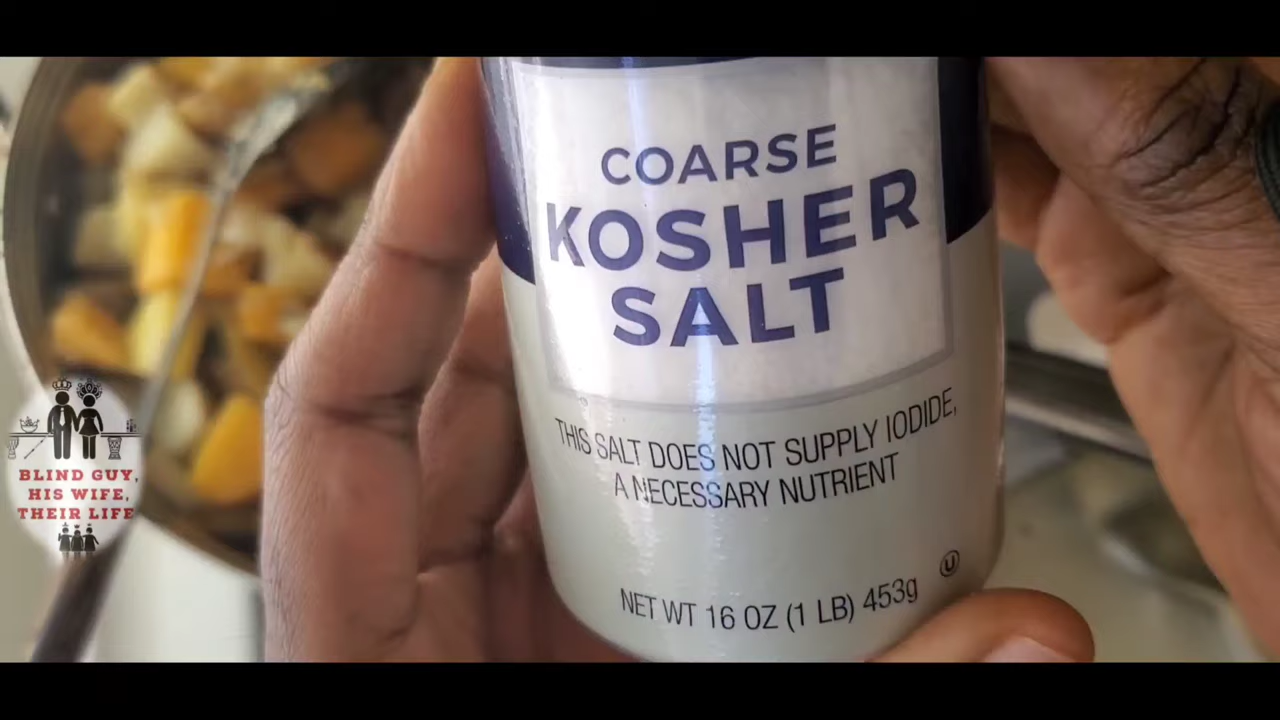 COARSE
KOSHER
SALT
THIS SALT DOES NOT SUPPLY IODIDE,
A NECESSARY NUTRIENT
U
NET WT 16 OZ (1 LB) 453g
BLIND GUY,
HIS WIFE,
THEIR LIFE